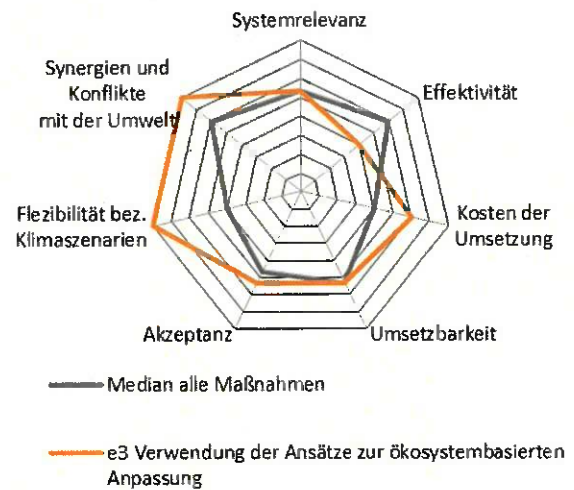 Systemrelevanz
Synergien und
Konflikte
mit der Umwelt
Effektivität
Flezibilität bez.
Klimaszenarien
Kosten der
Umsetzung
Akzeptanz
Umsetzbarkeit
Median alle Maßnahmen
e3 Verwendung der Ansätze zur ökosystembasierten
Anpassung